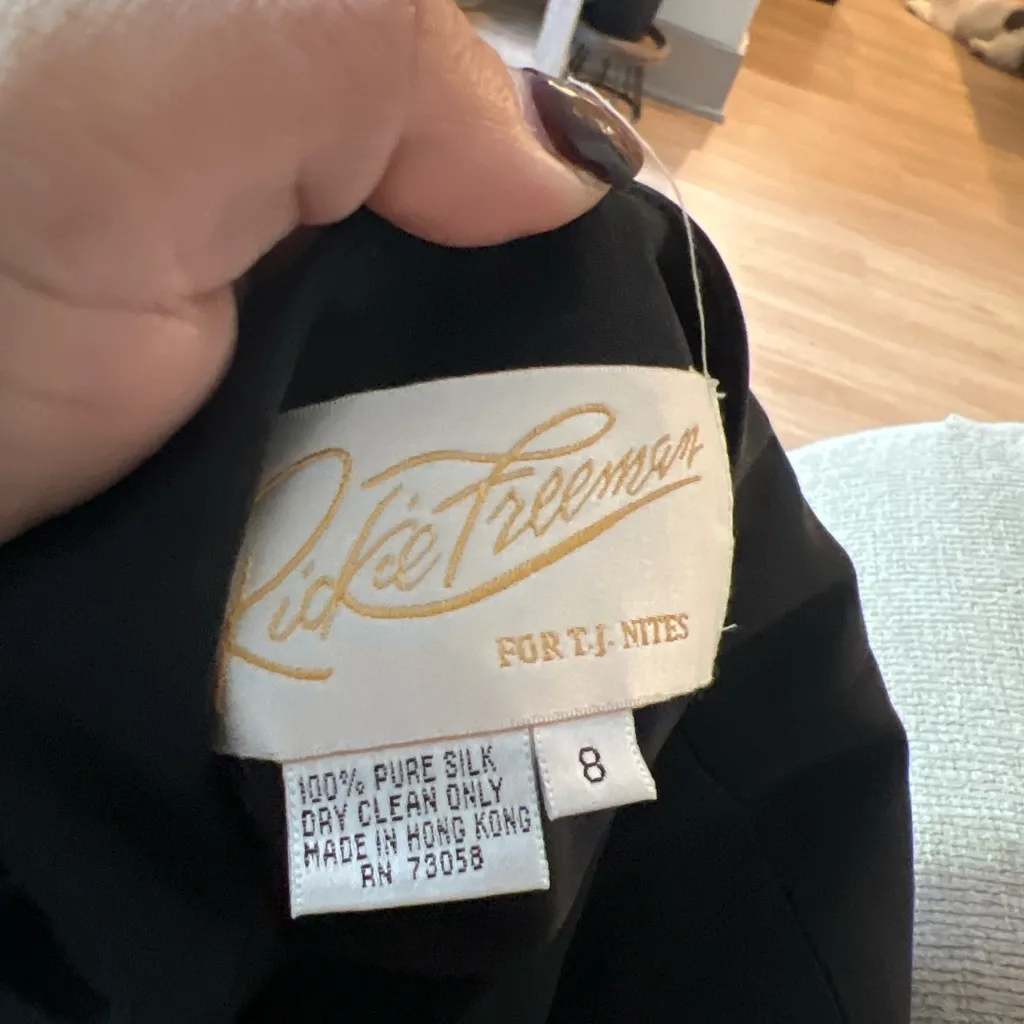 Rickie Freeman
FOR T.J. NITES
100% PURE SILK
DRY CLEAN ONLY
MADE IN HONG KONG
RN 73058
8